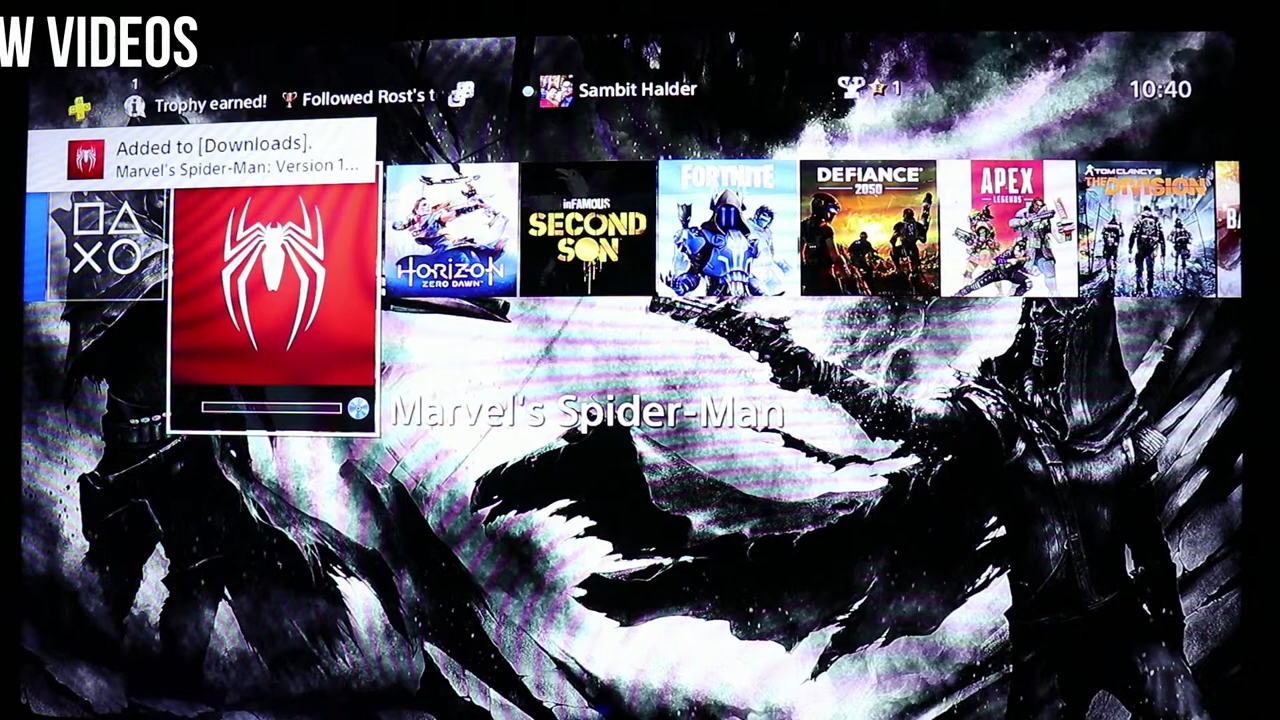 W VIDEOS
1
Trophy earned! Followed Rost's t
Sambit Halder
1
10:40
Added to [Downloads].
Marvel's Spider-Man: Version 1...
HORIZON
ZERO DAWN
inFAMOUS
SECOND
SON
FORTNITE
DEFIANCE
2050
APEX
LEGENDS
TOM CLANCY'S
THE DIVISION
BA
Marvel's Spider-Man